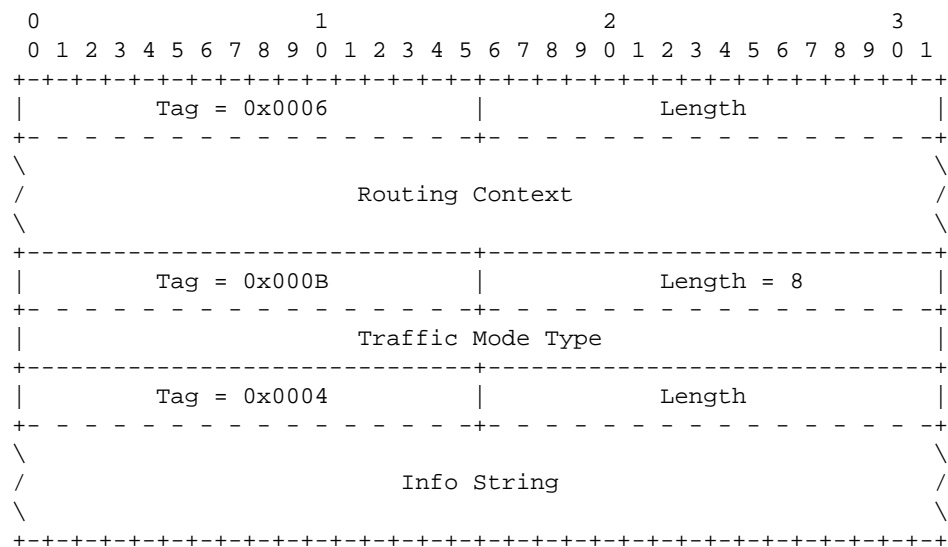 0                   1                   2                   3
0 1 2 3 4 5 6 7 8 9 0 1 2 3 4 5 6 7 8 9 0 1 2 3 4 5 6 7 8 9 0 1
+-+-+-+-+-+-+-+-+-+-+-+-+-+-+-+-+-+-+-+-+-+-+-+-+-+-+-+-+-+-+-+-+
|         Tag = 0x0006          |            Length             |
+- - - - - - - - - - - - - - - -+- - - - - - - - - - - - - - - -+
\                                                               \
/                       Routing Context                         /
\                                                               \
+-------------------------------+-------------------------------+
|         Tag = 0x000B          |            Length = 8         |
+- - - - - - - - - - - - - - - -+- - - - - - - - - - - - - - - -+
|                       Traffic Mode Type                       |
+-------------------------------+-------------------------------+
|         Tag = 0x0004          |            Length             |
+- - - - - - - - - - - - - - - -+- - - - - - - - - - - - - - - -+
\                                                               \
/                          Info String                          /
\                                                               \
+-+-+-+-+-+-+-+-+-+-+-+-+-+-+-+-+-+-+-+-+-+-+-+-+-+-+-+-+-+-+-+-+